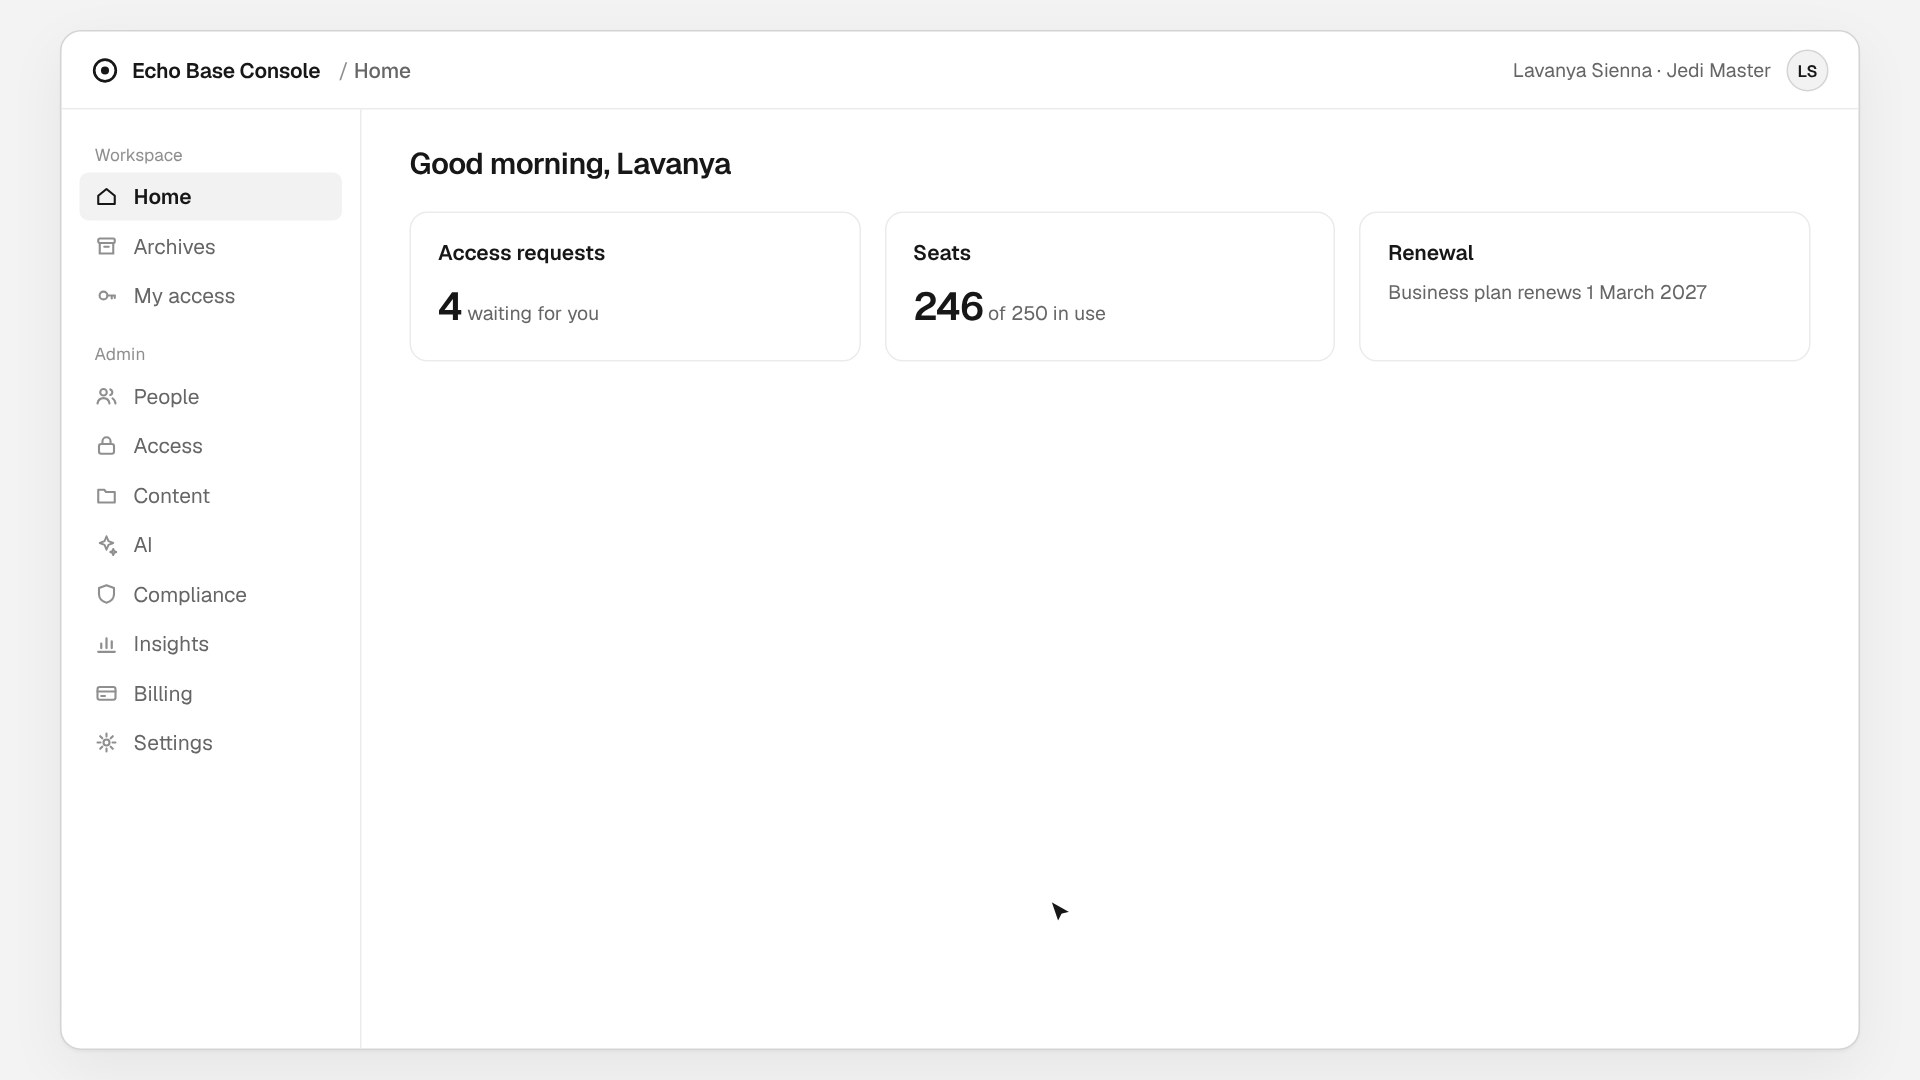 Echo Base Console / Home
Lavanya Sienna · Jedi Master LS
Workspace
Home
Archives
My access
Admin
People
Access
Content
AI
Compliance
Insights
Billing
Settings
Good morning, Lavanya
Access requests
4 waiting for you
Seats
246 of 250 in use
Renewal
Business plan renews 1 March 2027